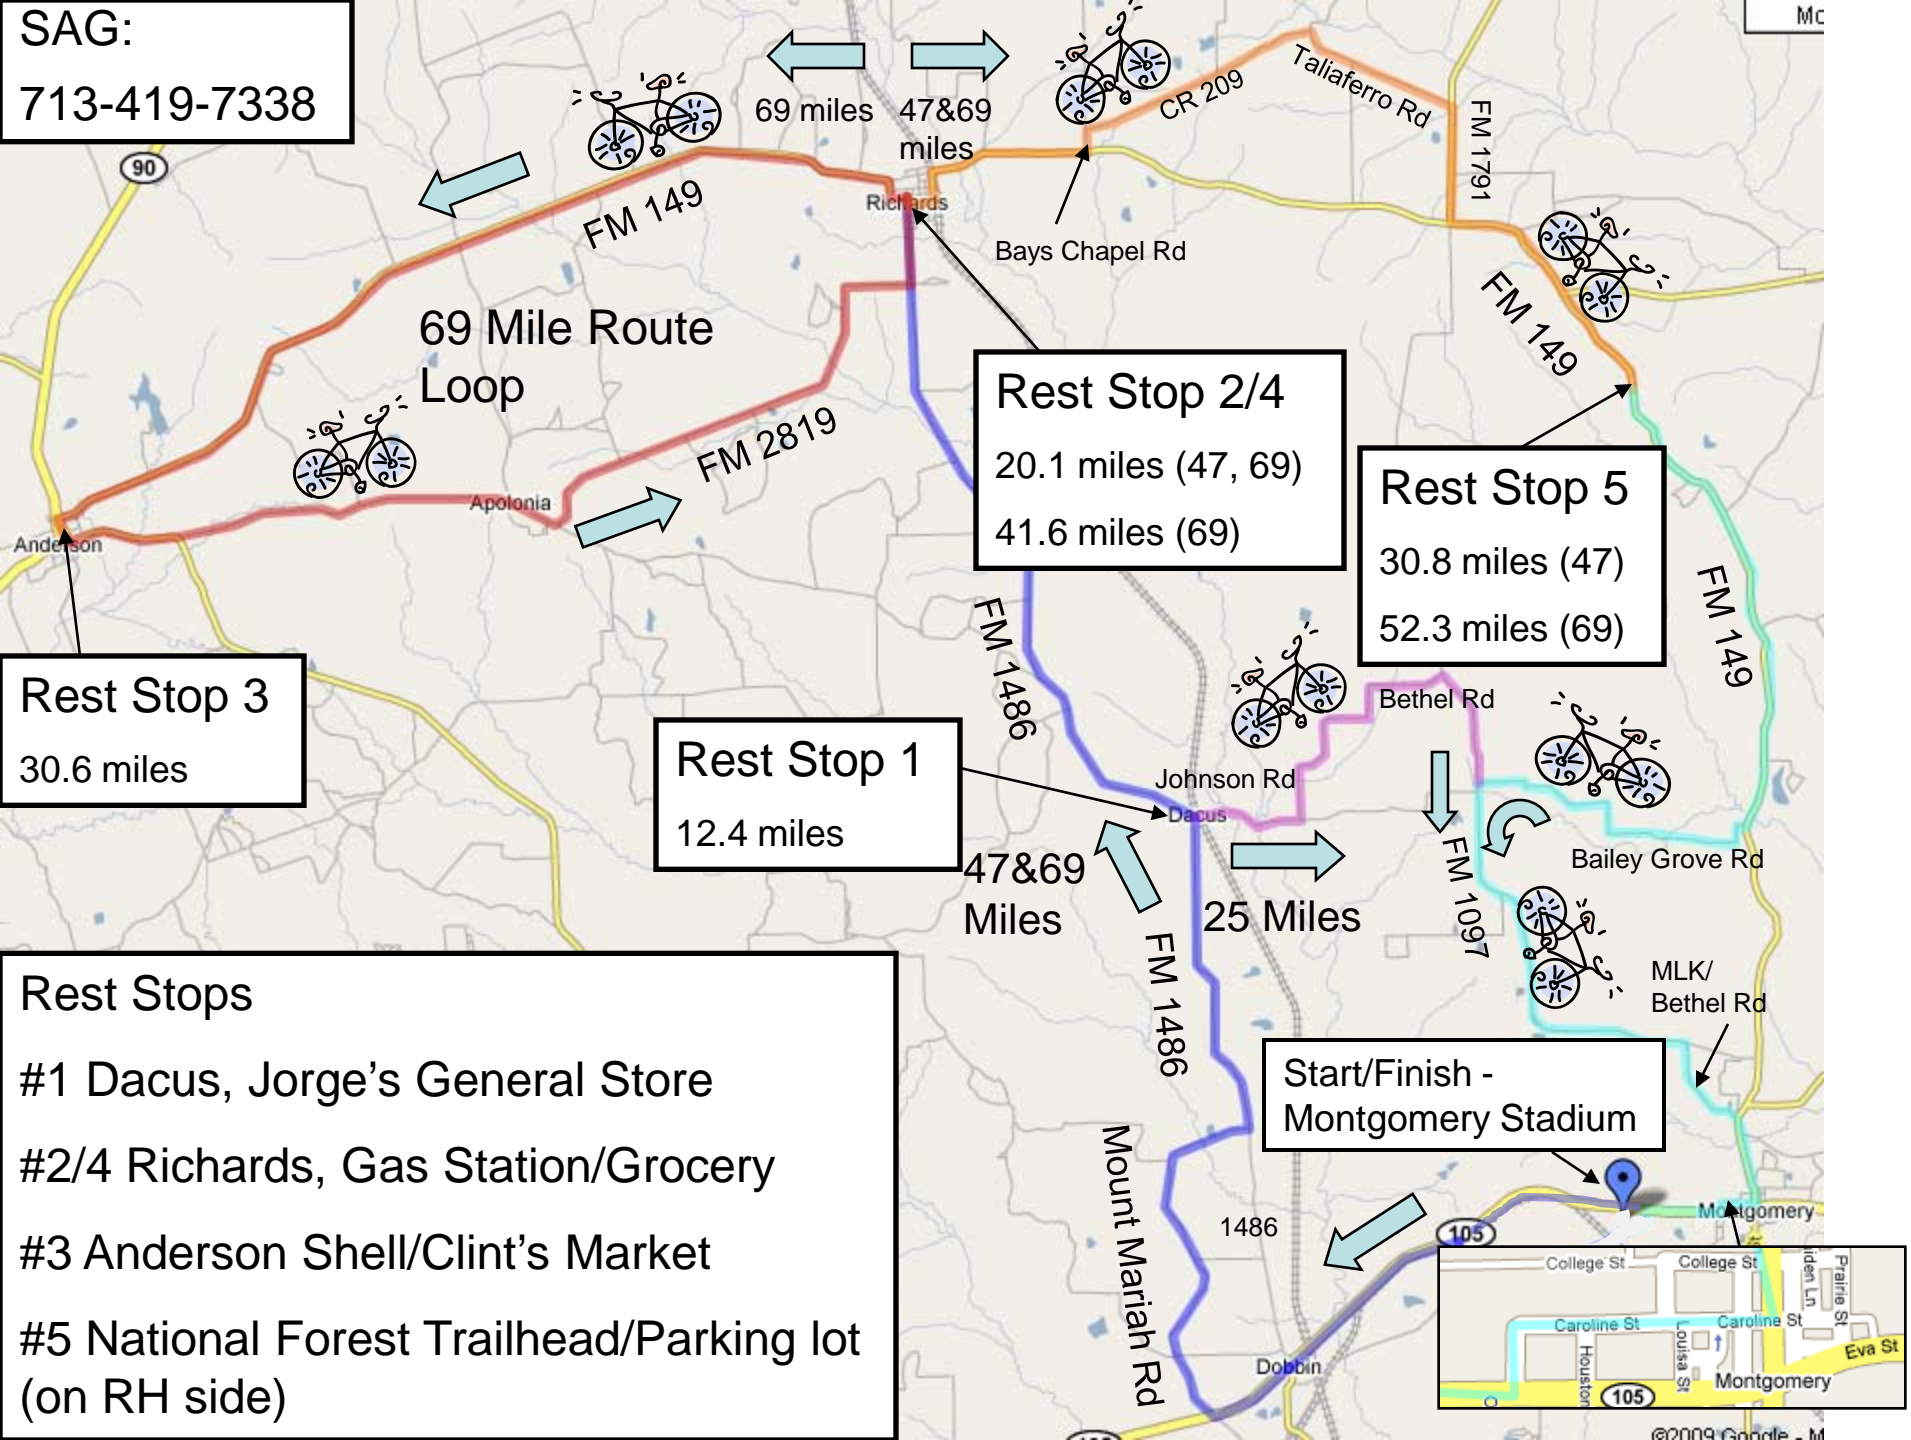 SAG:
713-419-7338
90
69 miles
47&69
miles
CR 209
Taliaferro Rd
FM 1791
FM 149
Richards
Bays Chapel Rd
69 Mile Route
Loop
FM 149
FM 2819
Rest Stop 2/4
20.1 miles (47, 69)
41.6 miles (69)
Rest Stop 5
30.8 miles (47)
52.3 miles (69)
Apolonia
Anderson
FM 149
FM 1486
Rest Stop 3
30.6 miles
Rest Stop 1
12.4 miles
Bethel Rd
Johnson Rd
Dacus
47&69
Miles
25 Miles
FM 1097
Bailey Grove Rd
FM 1486
MLK/
Bethel Rd
Rest Stops
#1 Dacus, Jorge’s General Store
#2/4 Richards, Gas Station/Grocery
#3 Anderson Shell/Clint’s Market
#5 National Forest Trailhead/Parking lot
(on RH side)
Start/Finish -
Montgomery Stadium
Mount Mariah Rd
1486
105
Montgomery
Dobbin
College St
College St
Prairie St
Caroline St
Caroline St
Louisa St
Houston
Eva St
Montgomery
105
©2009 Google - M